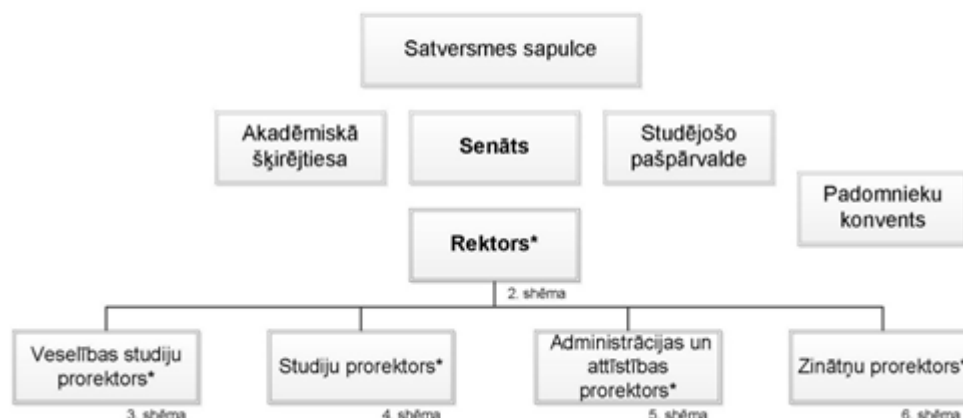 Satversmes sapulce
Akadēmiskā
šķirējtiesa
Senāts
Studējošo
pašpārvalde
Padomnieku
konvents
Rektors*
2. shēma
Veselības studiju
prorektors*
Studiju prorektors*
Administrācijas un
attīstības
prorektors*
Zinātņu prorektors*
3. shēma
4. shēma
5. shēma
6. shēma